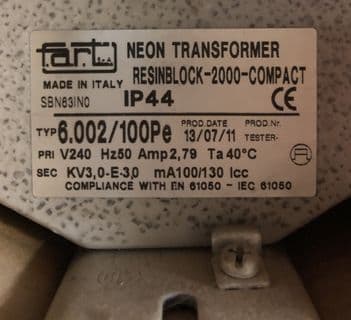 f.a.r.t. s.r.l.
NEON TRANSFORMER
RESINBLOCK-2000-COMPACT
MADE IN ITALY
SBN63IN0
IP44
CE
TYP 6.002/100Pe
PROD.DATE
13/07/11
PROD.Nr.
TESTER.
PRI V240 Hz50 Amp2,79 Ta 40°C
SEC KV3,0-E-3,0 mA100/130 Icc
COMPLIANCE WITH EN 61050 - IEC 61050